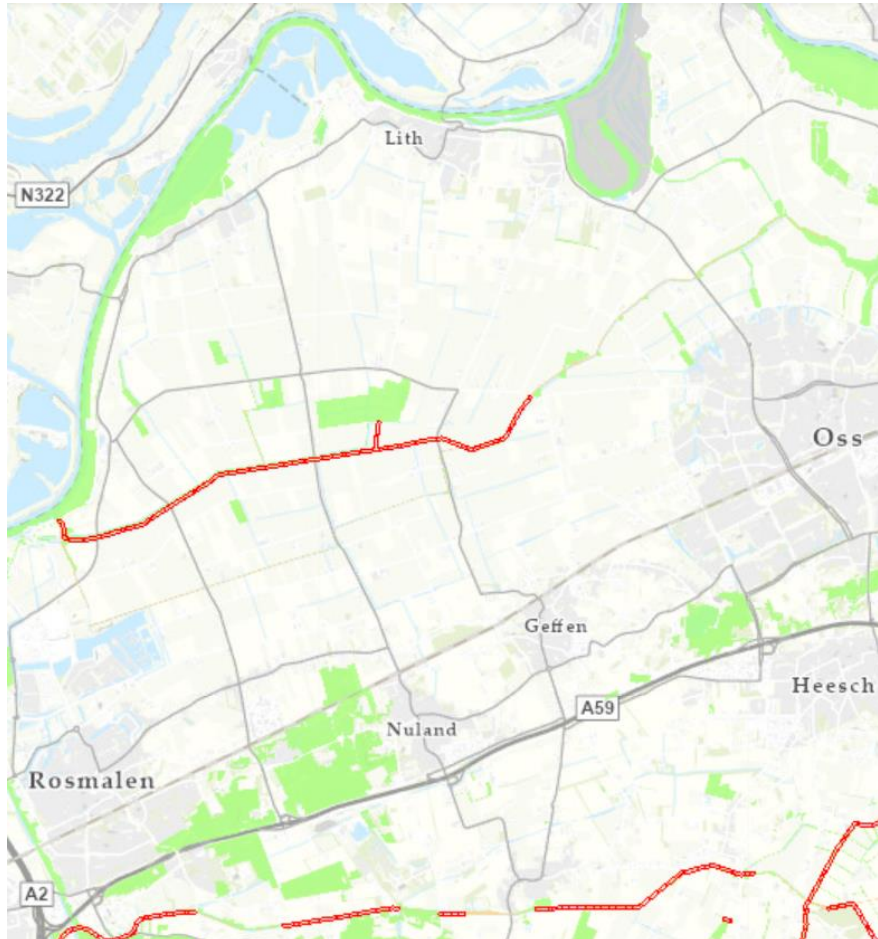 Lith
N322
Oss
Geffen
Heesch
A59
Nuland
Rosmalen
A2